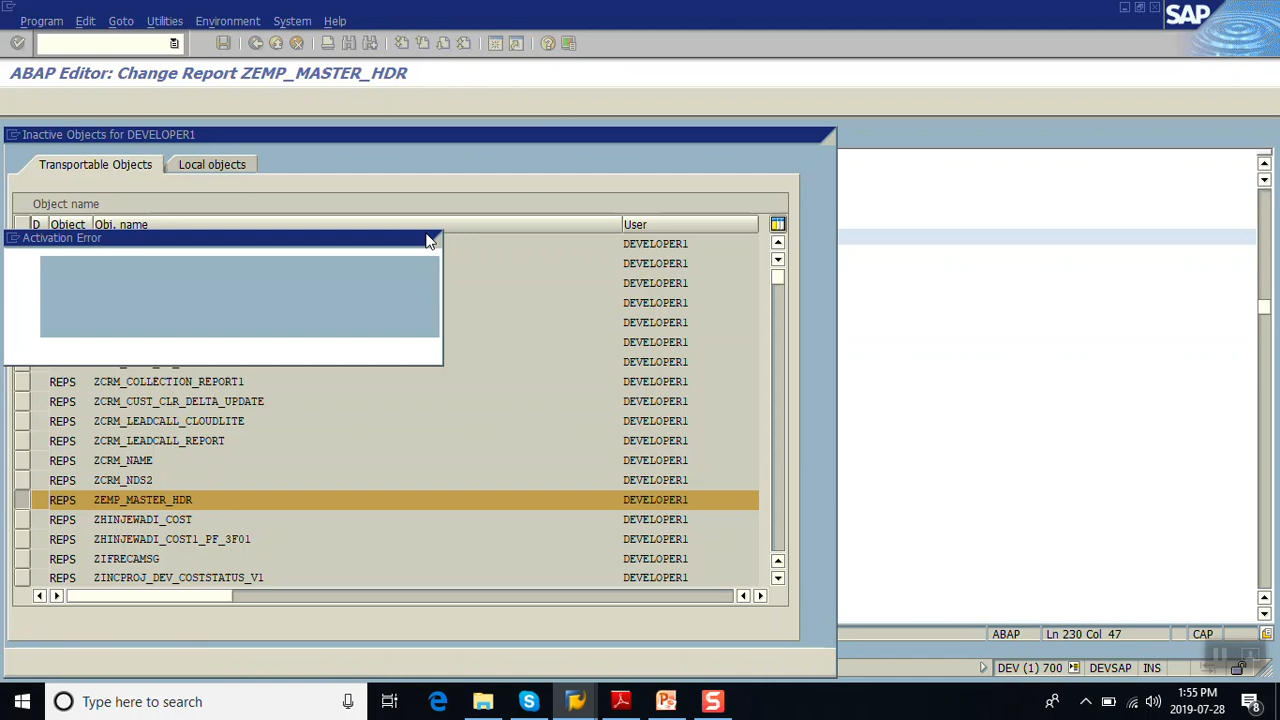 Program Edit Goto Utilities Environment System Help
SAP
ABAP Editor: Change Report ZEMP_MASTER_HDR
Inactive Objects for DEVELOPER1
Transportable Objects Local objects
Object name
D Object Obj. name User
Activation Error
DEVELOPER1
DEVELOPER1
DEVELOPER1
DEVELOPER1
DEVELOPER1
DEVELOPER1
DEVELOPER1
REPS ZCRM_COLLECTION_REPORT1 DEVELOPER1
REPS ZCRM_CUST_CLR_DELTA_UPDATE DEVELOPER1
REPS ZCRM_LEADCALL_CLOUDLITE DEVELOPER1
REPS ZCRM_LEADCALL_REPORT DEVELOPER1
REPS ZCRM_NAME DEVELOPER1
REPS ZCRM_NDS2 DEVELOPER1
REPS ZEMP_MASTER_HDR DEVELOPER1
REPS ZHINJEWADI_COST DEVELOPER1
REPS ZHINJEWADI_COST1_PF_3F01 DEVELOPER1
REPS ZIFRECAMSG DEVELOPER1
REPS ZINCPROJ_DEV_COSTSTATUS_V1 DEVELOPER1
ABAP Ln 230 Col 47 CAP
DEV (1) 700 DEVSAP INS
Type here to search
1:55 PM
2019-07-28
8